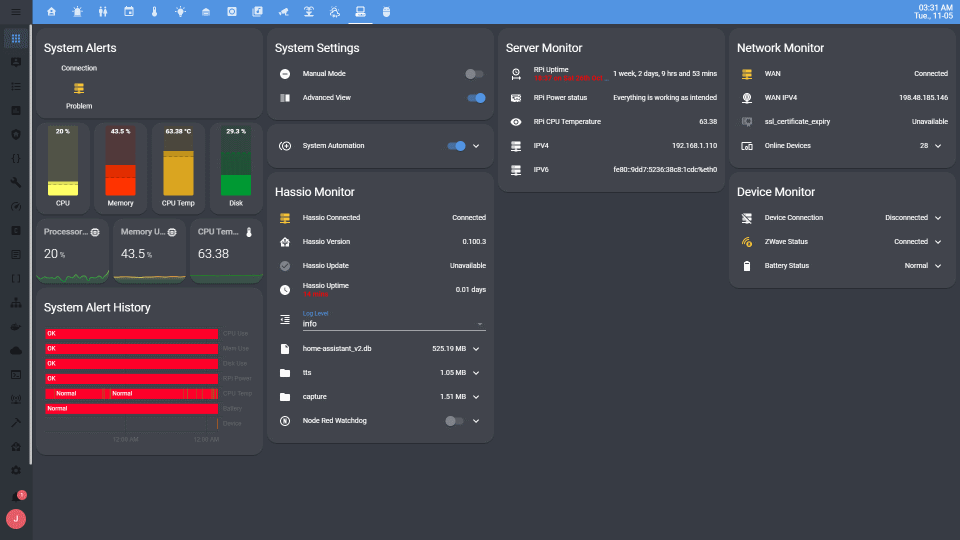 03:31 AM
Tue., 11-05
System Alerts
Connection
Problem
20 %
43.5 %
63.38 °C
29.3 %
CPU
Memory
CPU Temp
Disk
Processor...
Memory U...
CPU Tem...
20 %
43.5 %
63.38
System Alert History
OK
CPU Use
OK
Mem Use
OK
Disk Use
OK
RPi Power
Normal
Normal
CPU Temp
Normal
Battery
Device
12:00 AM
J
1
System Settings
Manual Mode
Advanced View
System Automation
Hassio Monitor
Hassio Connected
Connected
Hassio Version
0.100.3
Hassio Update
Unavailable
Hassio Uptime
0.01 days
Log Level
info
home-assistant_v2.db
525.19 MB
tts
1.05 MB
capture
1.51 MB
Node Red Watchdog
Server Monitor
RPi Uptime
1 week, 2 days, 9 hrs and 53 mins
RPi Power status
Everything is working as intended
RPi CPU Temperature
63.38
IPV4
192.168.1.110
IPV6
fe80::9dd7:5236:38c8:1cdc%eth0
Network Monitor
WAN
Connected
WAN IPV4
198.48.185.146
ssl_certificate_expiry
Unavailable
Online Devices
28
Device Monitor
Device Connection
Disconnected
ZWave Status
Connected
Battery Status
Normal